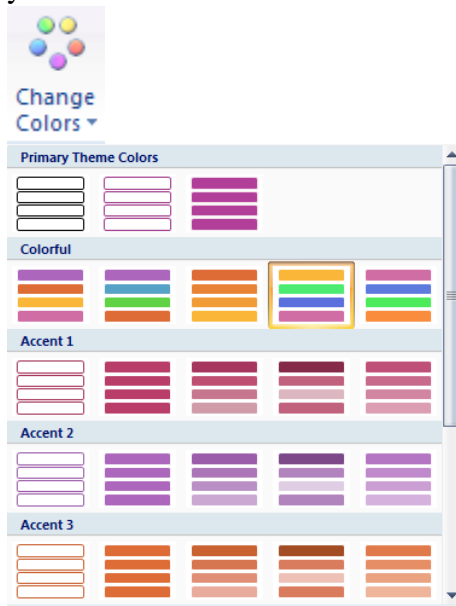 Change
Colors
Primary Theme Colors
Colorful
Accent 1
Accent 2
Accent 3